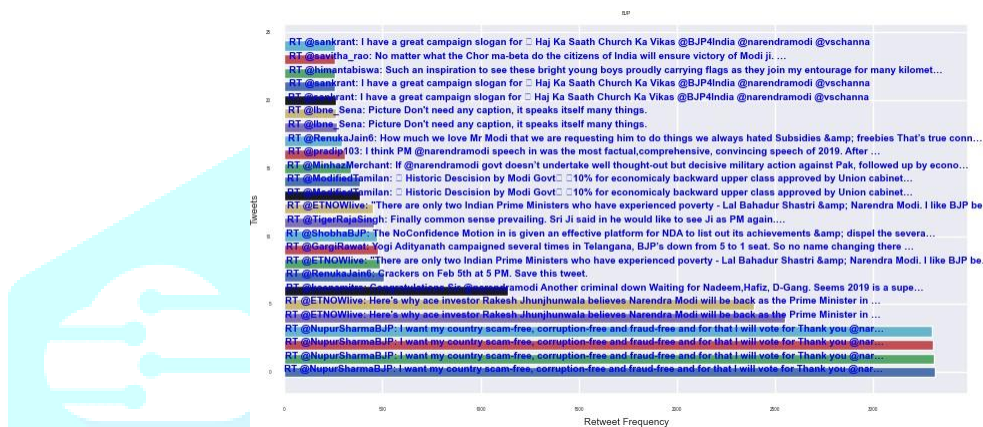 BJP
25
RT @sankrant: I have a great campaign slogan for Haj Ka Saath Church Ka Vikas @BJP4India @narendramodi @vschanna
RT @savitha_rao: No matter what the Chor ma-beta do the citizens of India will ensure victory of Modi ji. …
RT @himantabiswa: Such an inspiration to see these bright young boys proudly carrying flags as they join my entourage for many kilomet…
RT @sankrant: I have a great campaign slogan for Haj Ka Saath Church Ka Vikas @BJP4India @narendramodi @vschanna
20
RT @sankrant: I have a great campaign slogan for Haj Ka Saath Church Ka Vikas @BJP4India @narendramodi @vschanna
RT @Ibne_Sena: Picture Don't need any caption, it speaks itself many things.
RT @Ibne_Sena: Picture Don't need any caption, it speaks itself many things.
RT @RenukaJain6: How much we love Mr Modi that we are requesting him to do things we always hated Subsidies &amp; freebies That's true conn…
RT @pradip103: I think PM @narendramodi speech in was the most factual,comprehensive, convincing speech of 2019. After …
15
RT @MinhazMerchant: If @narendramodi govt doesn't undertake well thought-out but decisive military action against Pak, followed up by econo…
RT @ModifiedTamilan: Historic Descision by Modi Govt 10% for economicaly backward upper class approved by Union cabinet…
RT @ModifiedTamilan: Historic Descision by Modi Govt 10% for economicaly backward upper class approved by Union cabinet…
RT @ETNOWlive: "There are only two Indian Prime Ministers who have experienced poverty - Lal Bahadur Shastri &amp; Narendra Modi. I like BJP be
RT @TigerRajaSingh: Finally common sense prevailing. Sri Ji said in he would like to see Ji as PM again....
Tweets
10
RT @ShobhaBJP: The NoConfidence Motion in is given an effective platform for NDA to list out its achievements &amp; dispel the severa…
RT @GargiRawat: Yogi Adityanath campaigned several times in Telangana, BJP's down from 5 to 1 seat. So no name changing there …
RT @ETNOWlive: "There are only two Indian Prime Ministers who have experienced poverty - Lal Bahadur Shastri &amp; Narendra Modi. I like BJP be.
RT @RenukaJain6: Crackers on Feb 5th at 5 PM. Save this tweet.
RT Congratulations Sir @narendramodi Another criminal down Waiting for Nadeem,Hafiz, D-Gang. Seems 2019 is a supe…
5
RT @ETNOWlive: Here's why ace investor Rakesh Jhunjhunwala believes Narendra Modi will be back as the Prime Minister in …
RT @ETNOWlive: Here's why ace investor Rakesh Jhunjhunwala believes Narendra Modi will be back as the Prime Minister in …
RT @NupurSharmaBJP: I want my country scam-free, corruption-free and fraud-free and for that I will vote for Thank you @nar…
RT @NupurSharmaBJP: I want my country scam-free, corruption-free and fraud-free and for that I will vote for Thank you @nar…
RT @NupurSharmaBJP: I want my country scam-free, corruption-free and fraud-free and for that I will vote for Thank you @nar…
0
RT @NupurSharmaBJP: I want my country scam-free, corruption-free and fraud-free and for that I will vote for Thank you @nar…
0 500 1000 1500 2000 2500 3000
Retweet Frequency